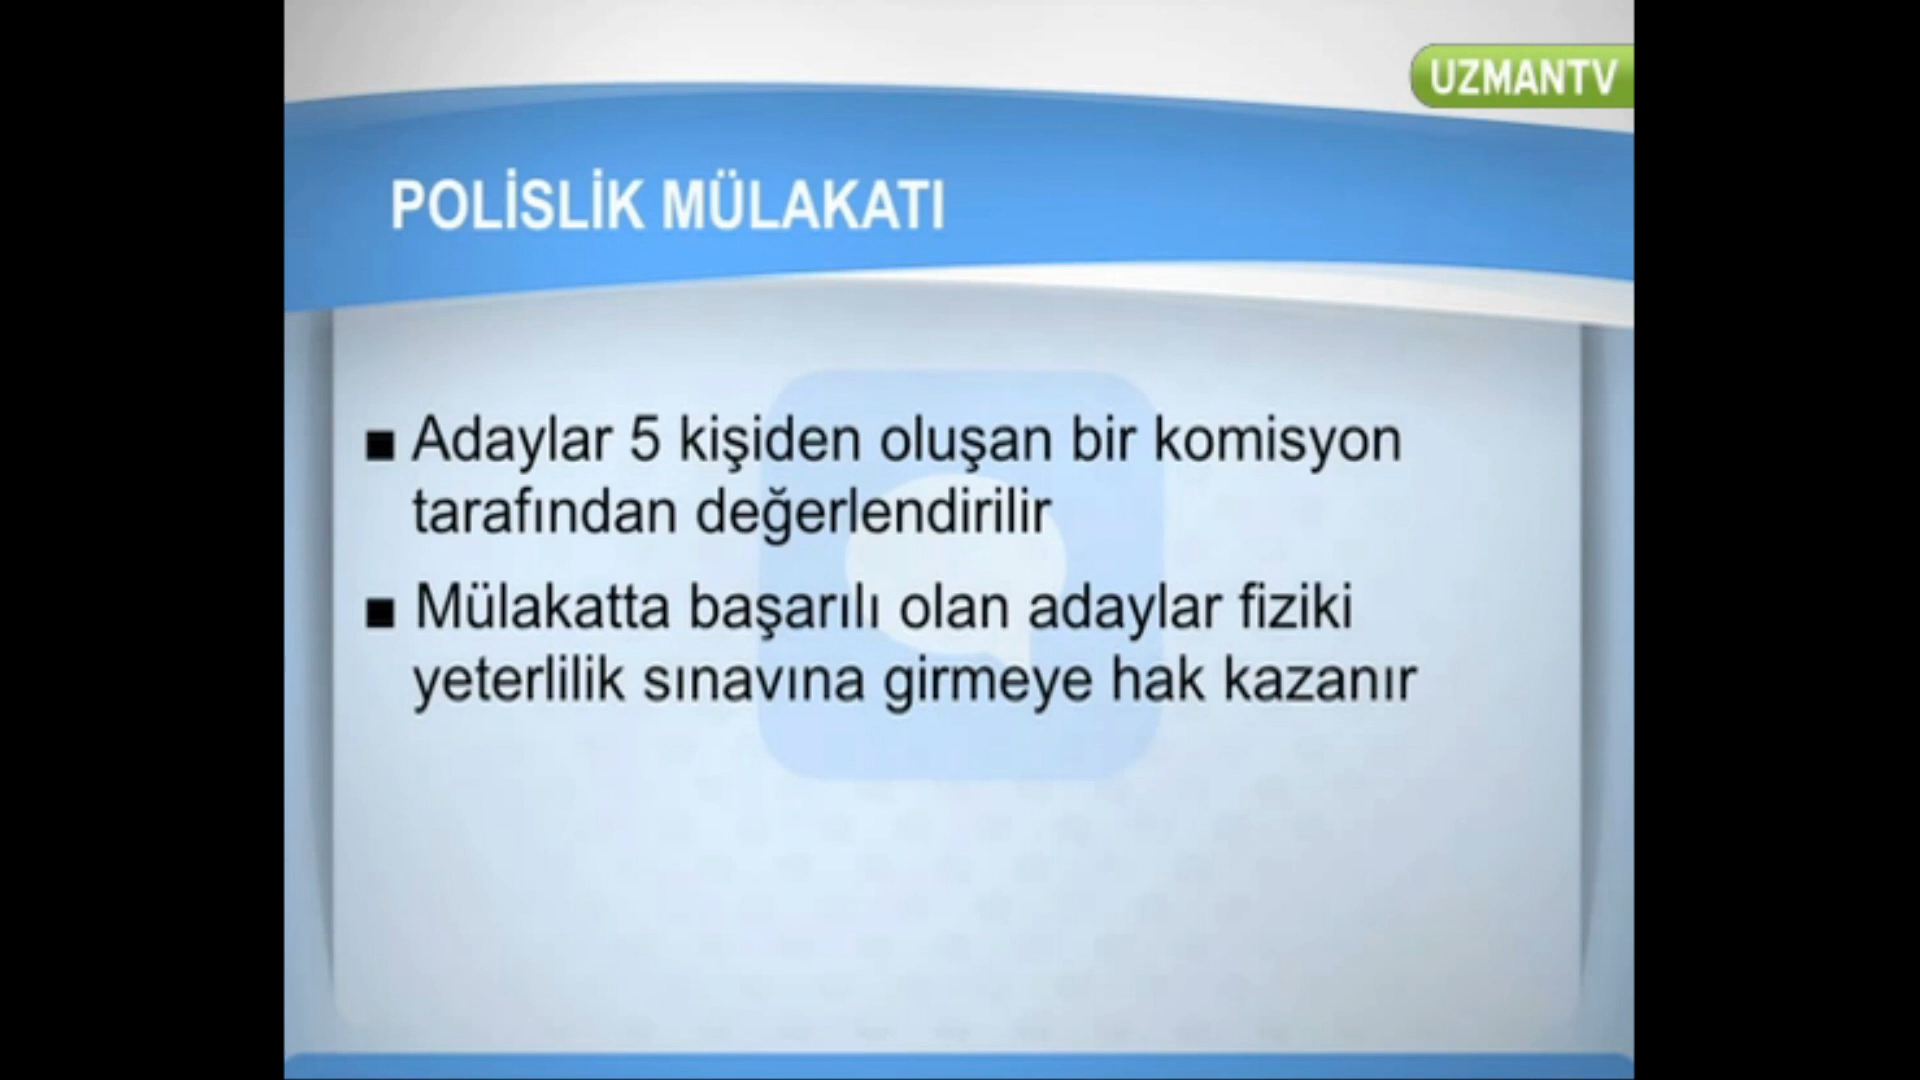 UZMANTV
POLİSLİK MÜLAKATI
■ Adaylar 5 kişiden oluşan bir komisyon
tarafından değerlendirilir
■ Mülakatta başarılı olan adaylar fiziki
yeterlilik sınavına girmeye hak kazanır